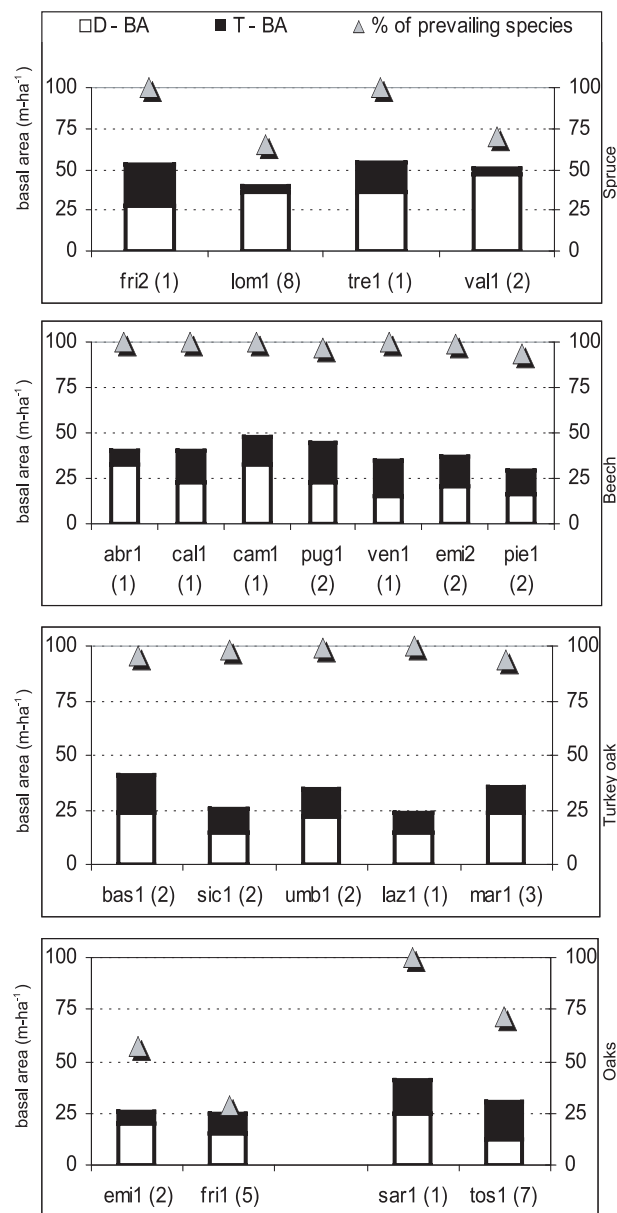 D - BA T - BA % of prevailing species
basal area (m-ha⁻¹)
100 100
75 75
50 50
25 25
0 0
Spruce
fri2 (1) lom1 (8) tre1 (1) val1 (2)
basal area (m-ha⁻¹)
100 100
75 75
50 50
25 25
0 0
Beech
abr1 cal1 cam1 pug1 ven1 emi2 pie1
(1) (1) (1) (2) (1) (2) (2)
basal area (m-ha⁻¹)
100 100
75 75
50 50
25 25
0 0
Turkey oak
bas1 (2) sic1 (2) umb1 (2) laz1 (1) mar1 (3)
basal area (m-ha⁻¹)
100 100
75 75
50 50
25 25
0 0
Oaks
emi1 (2) fri1 (5) sar1 (1) tos1 (7)